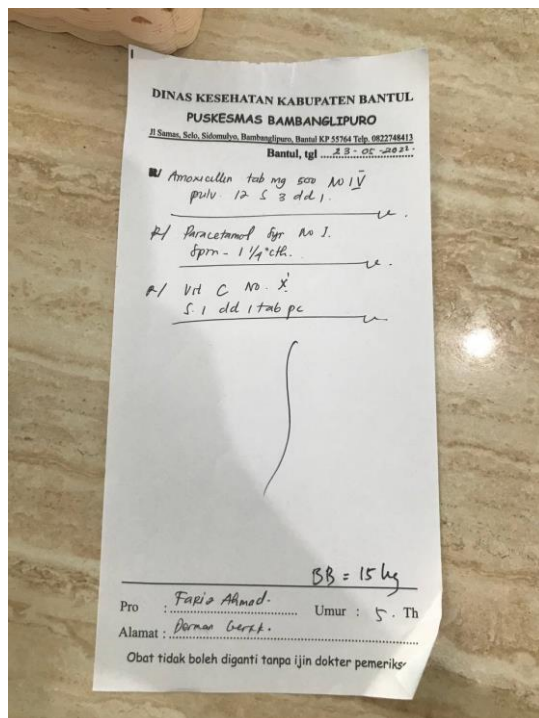 DINAS KESEHATAN KABUPATEN BANTUL
PUSKESMAS BAMBANGLIPURO
Jl Samas, Selo, Sidomulyo, Bambanglipuro, Bantul KP 55764 Telp. 0822748413
Bantul, tgl 23-05-2022.
R/ Amoxicillin tab mg 500 No IV
pulv. 12 S 3 dd 1.
R/ Paracetamol Syr No I.
Sprn - 1 1/4 cth.
R/ Vit C No. X
S. 1 dd 1 tab pc
BB = 15 kg
Pro : Ahmad. Umur : 5. Th
Alamat :
Obat tidak boleh diganti tanpa ijin dokter pemeriks